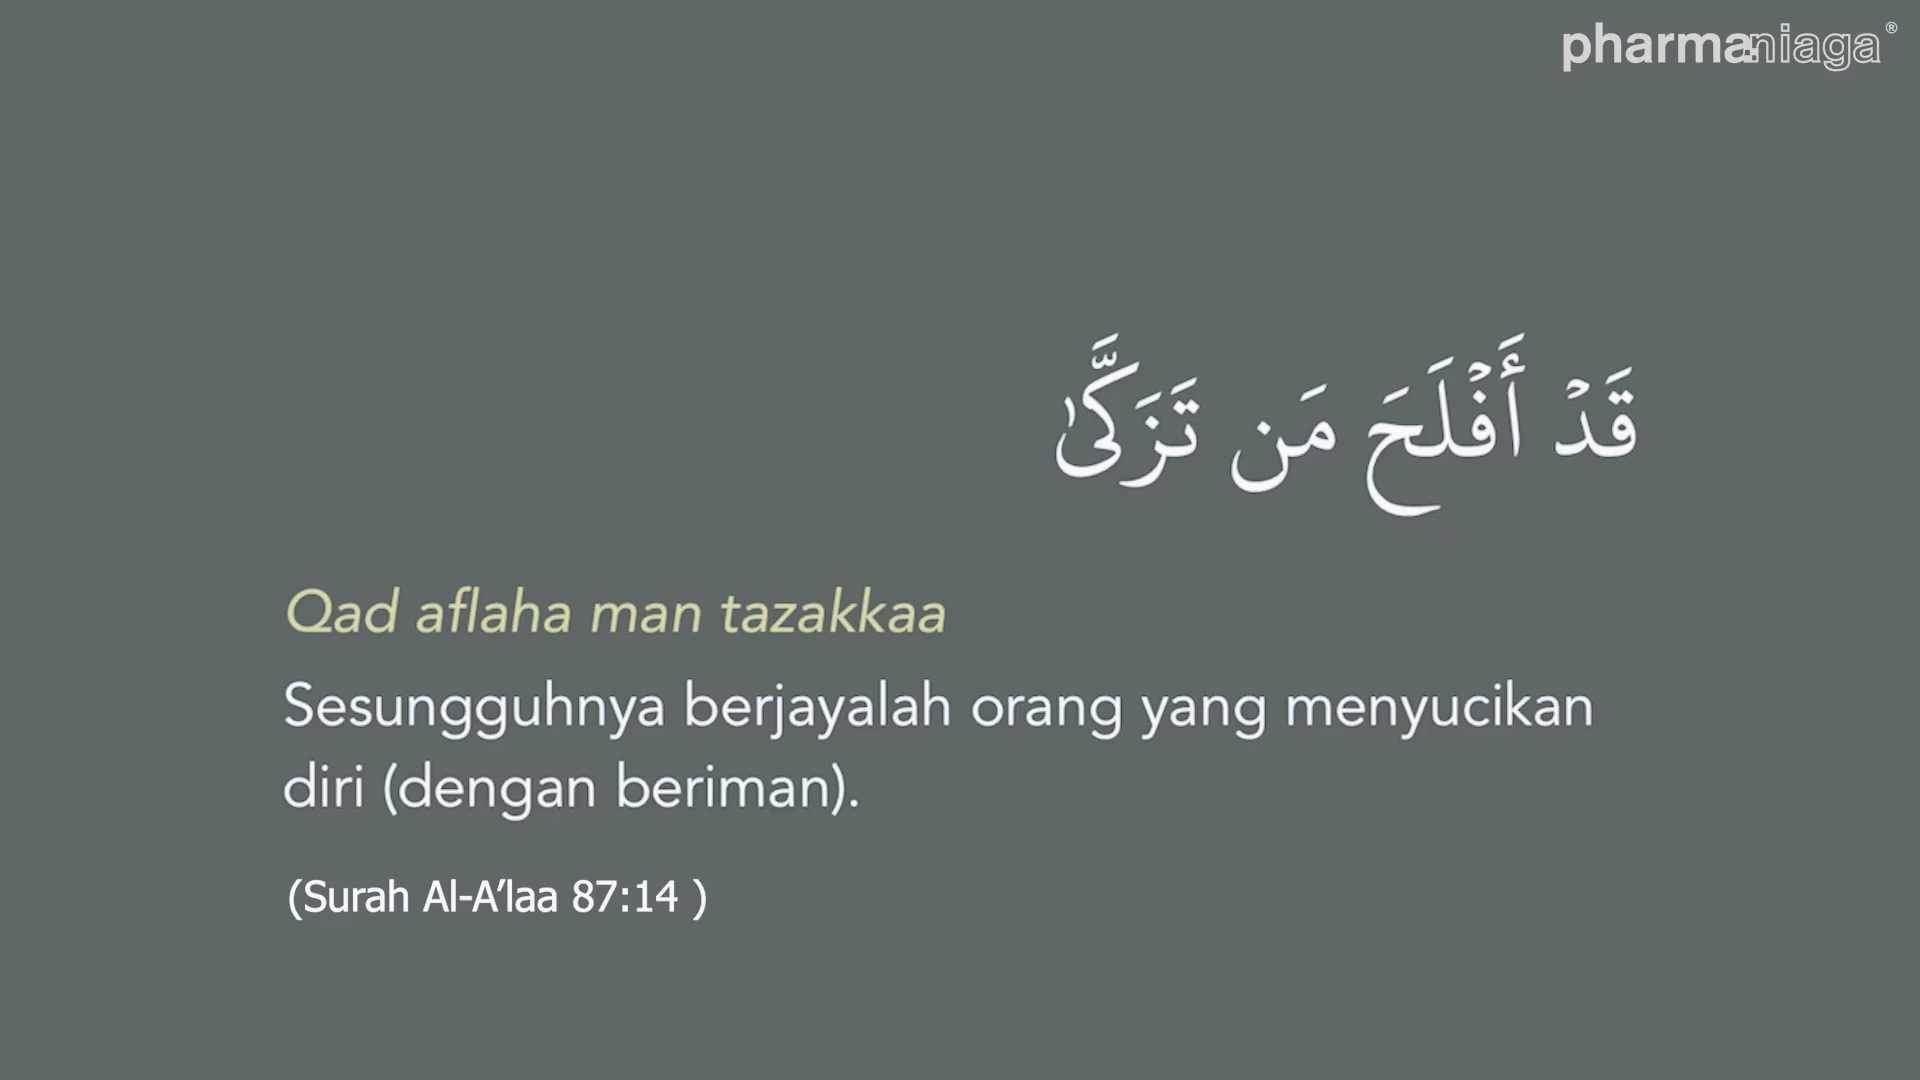 pharmaniaga®
قَدۡ أَفۡلَحَ مَن تَزَكَّىٰ
Qad aflaha man tazakkaa
Sesungguhnya berjayalah orang yang menyucikan
diri (dengan beriman).
(Surah Al-A’laa 87:14 )